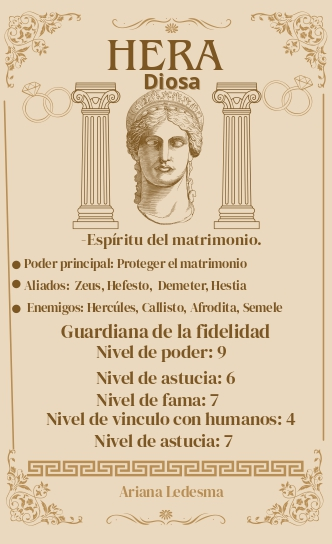 HERA
Diosa
-Espíritu del matrimonio.
Poder principal: Proteger el matrimonio
Aliados: Zeus, Hefesto, Demeter, Hestia
Enemigos: Hercúles, Callisto, Afrodita, Semele
Guardiana de la fidelidad
Nivel de poder: 9
Nivel de astucia: 6
Nivel de fama: 7
Nivel de vinculo con humanos: 4
Nivel de astucia: 7
Ariana Ledesma